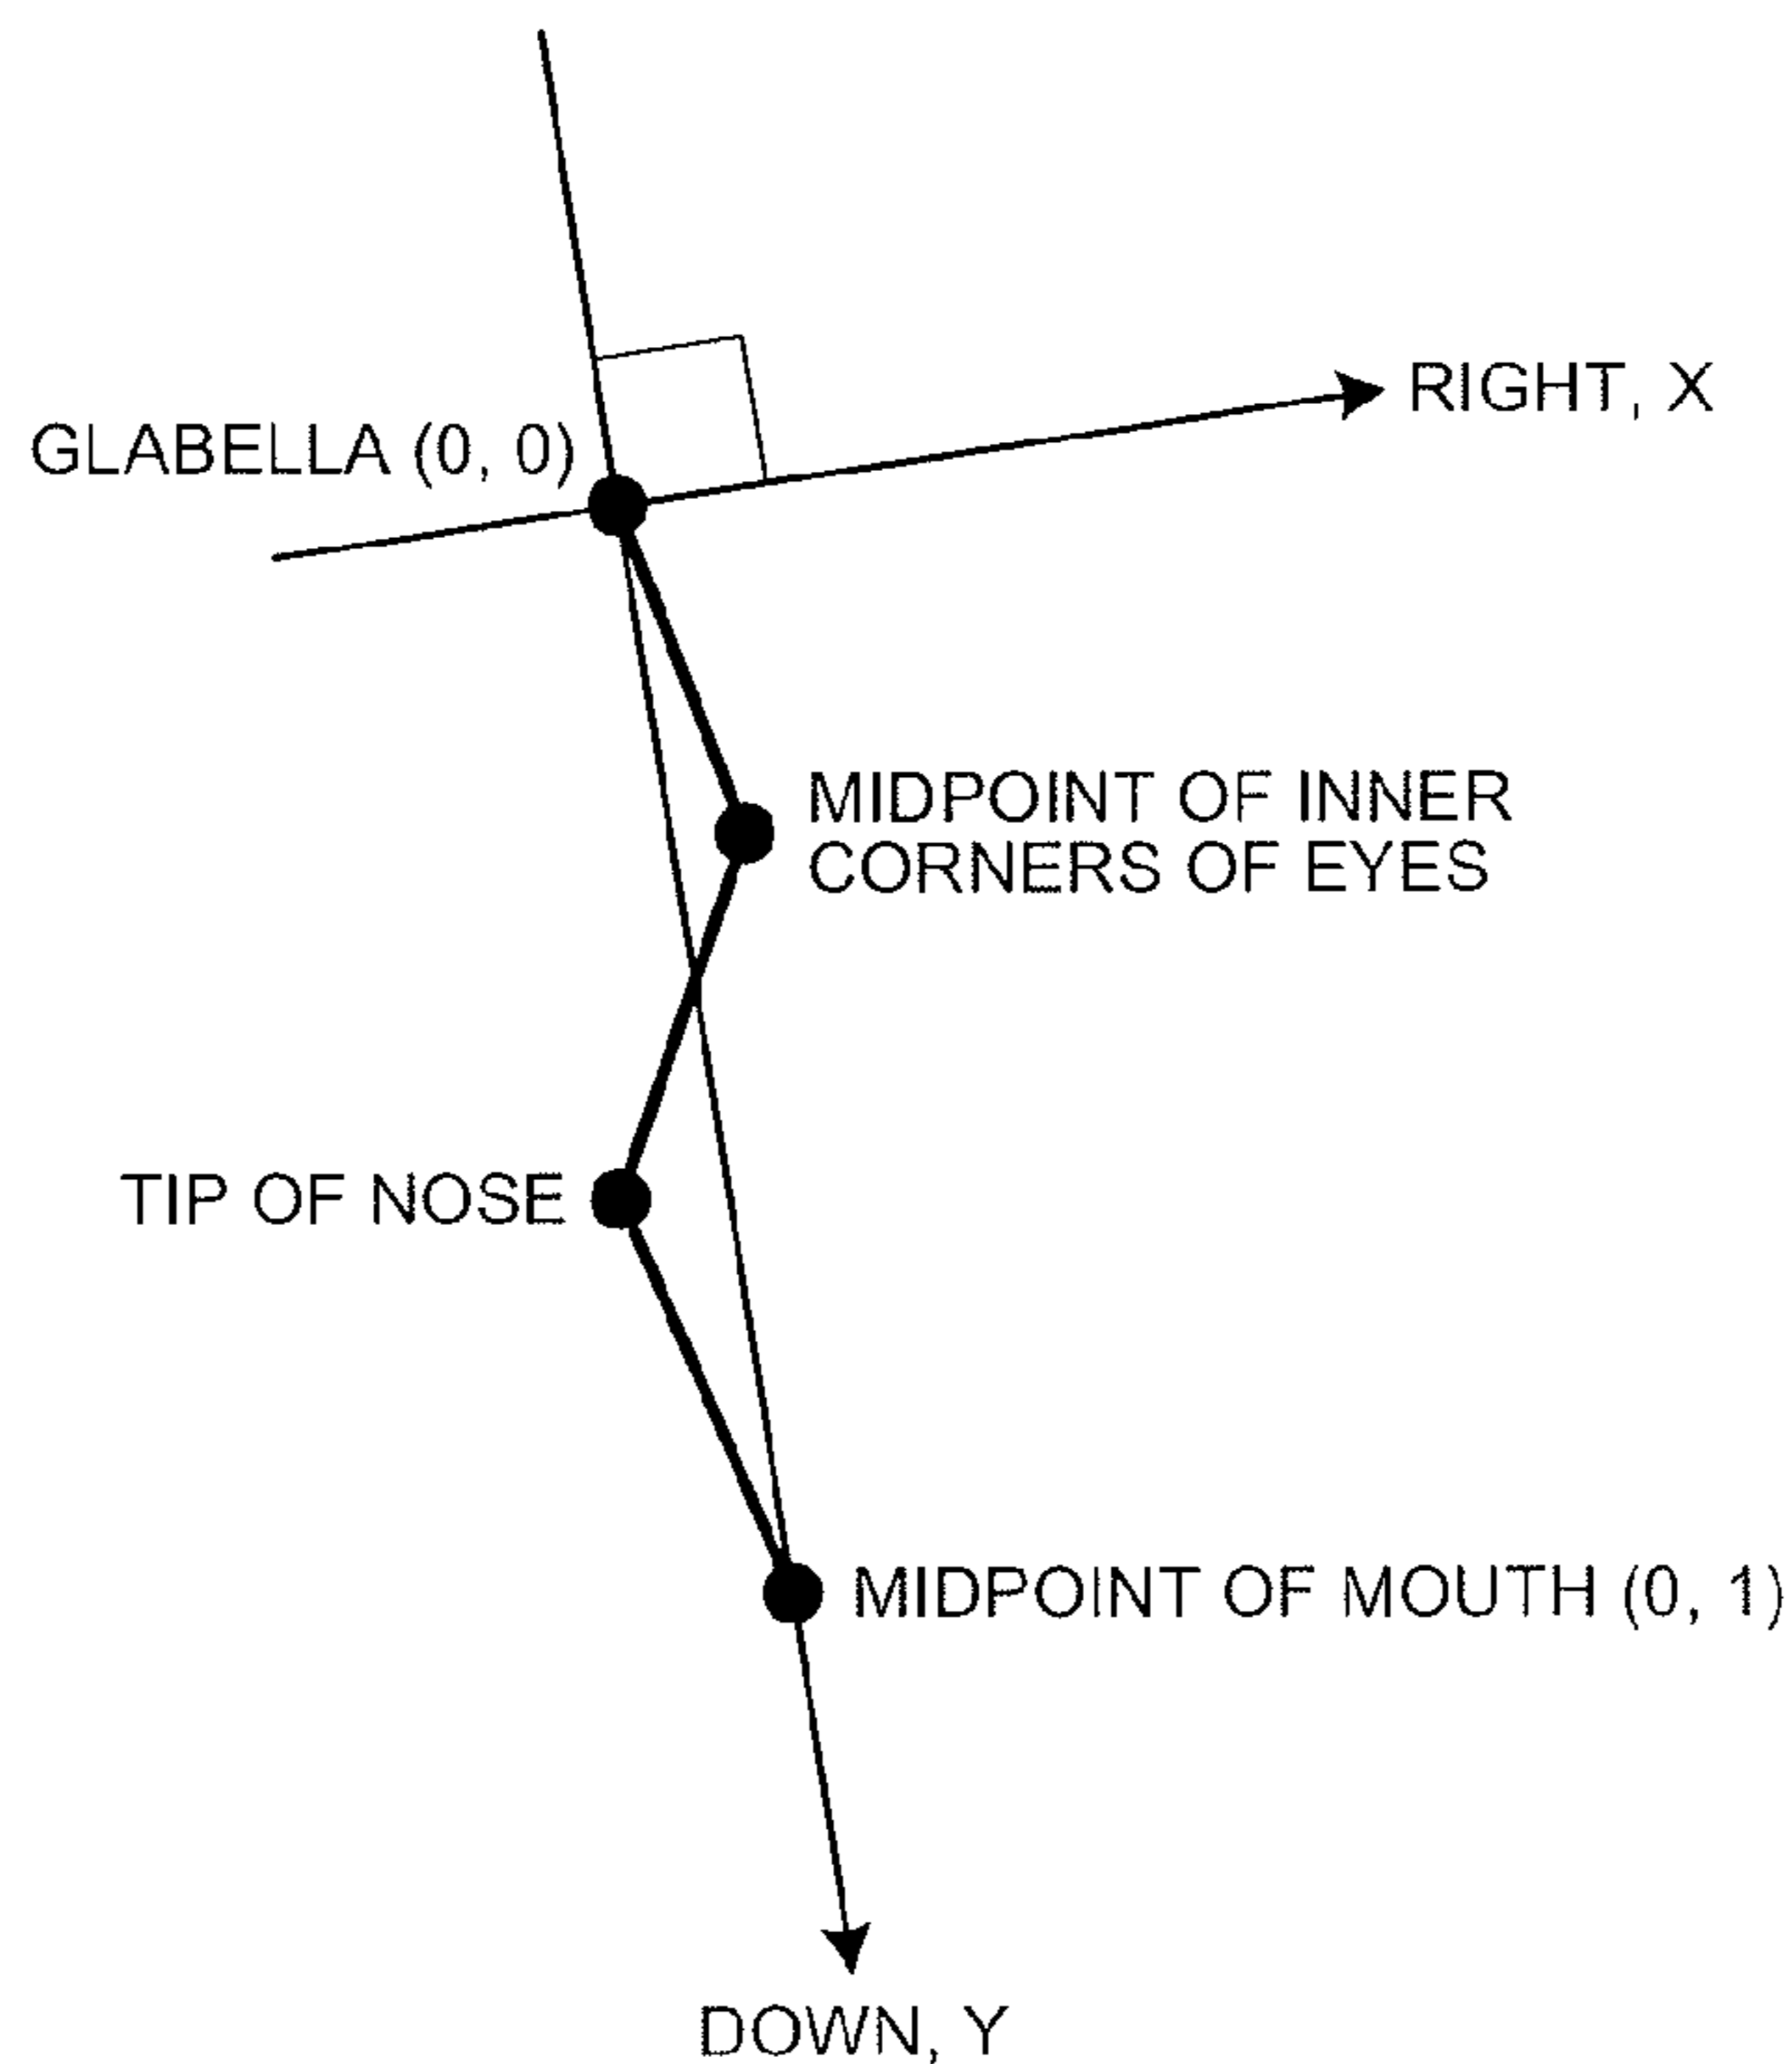 RIGHT, X
GLABELLA (0, 0)
MIDPOINT OF INNER
CORNERS OF EYES
TIP OF NOSE
MIDPOINT OF MOUTH (0, 1)
DOWN, Y